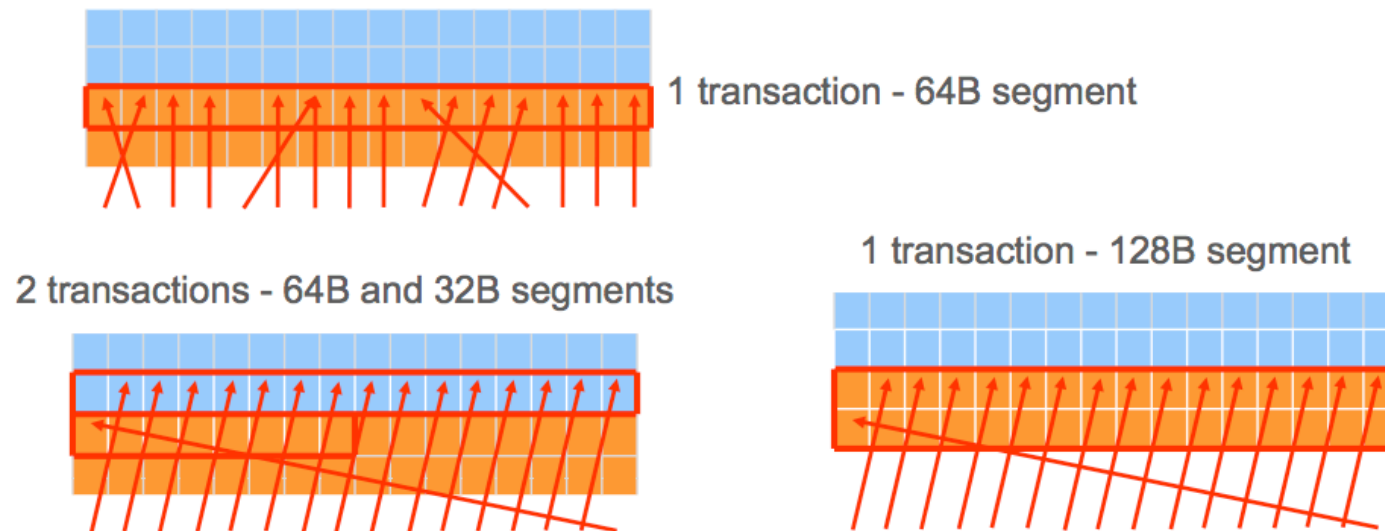 1 transaction - 64B segment
1 transaction - 128B segment
2 transactions - 64B and 32B segments